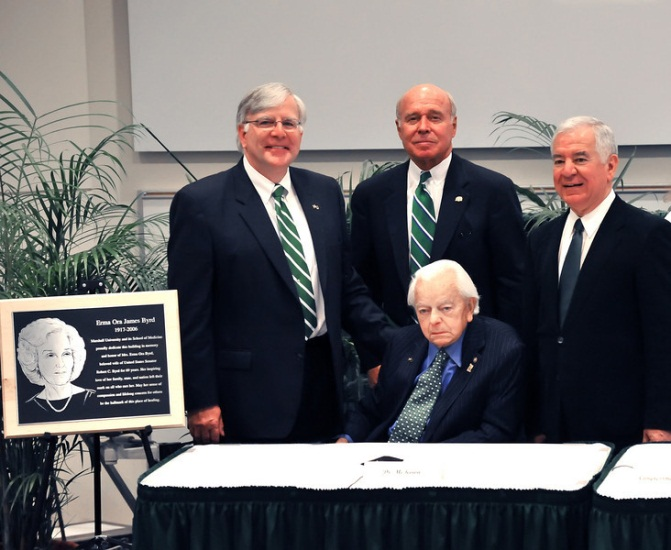 Erma Ora James Byrd
1917-2006
Marshall University and its School of Medicine
proudly dedicate this building in memory
and honor of Mrs. Erma Ora Byrd,
beloved wife of United States Senator
Robert C. Byrd for 68 years. Her inspiring
love of her family, state, and nation left their
mark on all who met her. May her sense of
compassion and lifelong concern for others
be the hallmark of this place of healing.